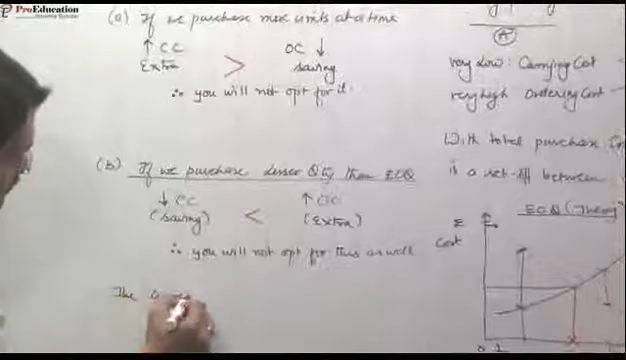 ProEducation
(a) If we purchase max units at a time
↑ CC > OC ↓
Extra saving
∴ you will not opt for it.
(b) If we purchase lesser Qty than EOQ
↓ CC < ↑ OC
(saving) (Extra)
∴ you will not opt for this as well
The
A
very low : Carrying Cost
very high Ordering Cost
With total purchase
is a set-off between
EOQ (Theory)
Cost